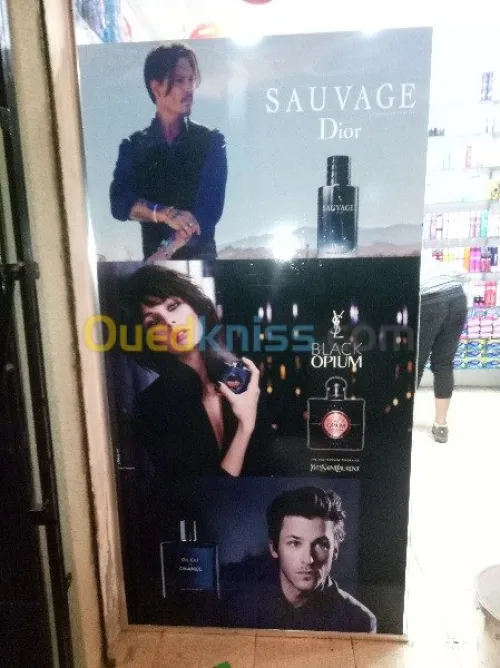 SAUVAGE
Dior
SAUVAGE
Ouedkniss.com
YSL
BLACK
OPIUM
YVESSAINTLAURENT
BLEU
CHANEL